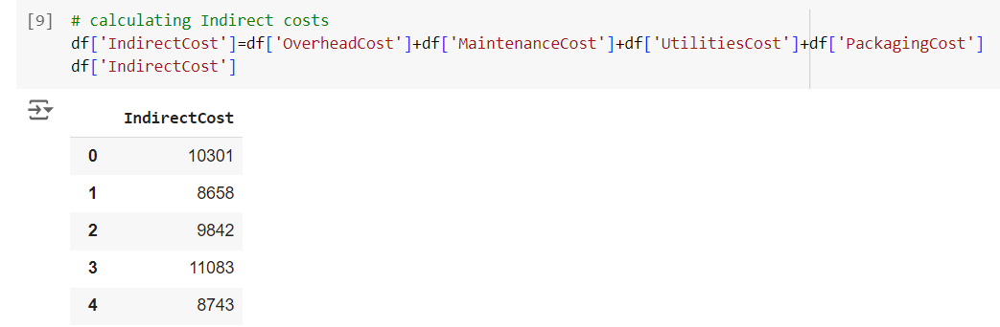 [9] # calculating Indirect costs
df['IndirectCost']=df['OverheadCost']+df['MaintenanceCost']+df['UtilitiesCost']+df['PackagingCost']
df['IndirectCost']
IndirectCost
0 10301
1 8658
2 9842
3 11083
4 8743